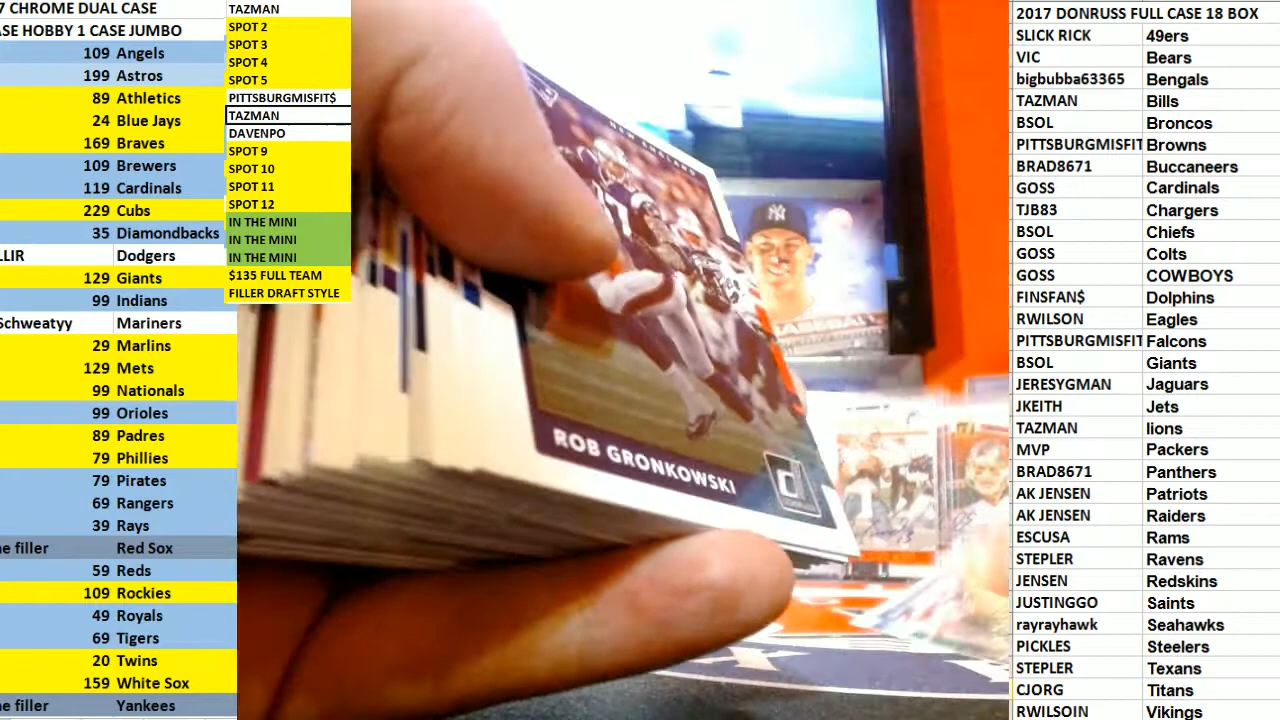 7 CHROME DUAL CASE
ASE HOBBY 1 CASE JUMBO
109 Angels
199 Astros
89 Athletics
24 Blue Jays
169 Braves
109 Brewers
119 Cardinals
229 Cubs
35 Diamondbacks
LLIR Dodgers
129 Giants
99 Indians
Schweatyy Mariners
29 Marlins
129 Mets
99 Nationals
99 Orioles
89 Padres
79 Phillies
79 Pirates
69 Rangers
39 Rays
ne filler Red Sox
59 Reds
109 Rockies
49 Royals
69 Tigers
20 Twins
159 White Sox
ne filler Yankees
TAZMAN
SPOT 2
SPOT 3
SPOT 4
SPOT 5
PITTSBURGMISFIT$
TAZMAN
DAVENPO
SPOT 9
SPOT 10
SPOT 11
SPOT 12
IN THE MINI
IN THE MINI
IN THE MINI
$135 FULL TEAM
FILLER DRAFT STYLE
NEW ENGLAND
ROB GRONKOWSKI
BASEBALL
2017 DONRUSS FULL CASE 18 BOX
SLICK RICK 49ers
VIC Bears
bigbubba63365 Bengals
TAZMAN Bills
BSOL Broncos
PITTSBURGMISFIT Browns
BRAD8671 Buccaneers
GOSS Cardinals
TJB83 Chargers
BSOL Chiefs
GOSS Colts
GOSS COWBOYS
FINSFAN$ Dolphins
RWILSON Eagles
PITTSBURGMISFIT Falcons
BSOL Giants
JERESYGMAN Jaguars
JKEITH Jets
TAZMAN lions
MVP Packers
BRAD8671 Panthers
AK JENSEN Patriots
AK JENSEN Raiders
ESCUSA Rams
STEPLER Ravens
JENSEN Redskins
JUSTINGGO Saints
rayrayhawk Seahawks
PICKLES Steelers
STEPLER Texans
CJORG Titans
RWILSOIN Vikings